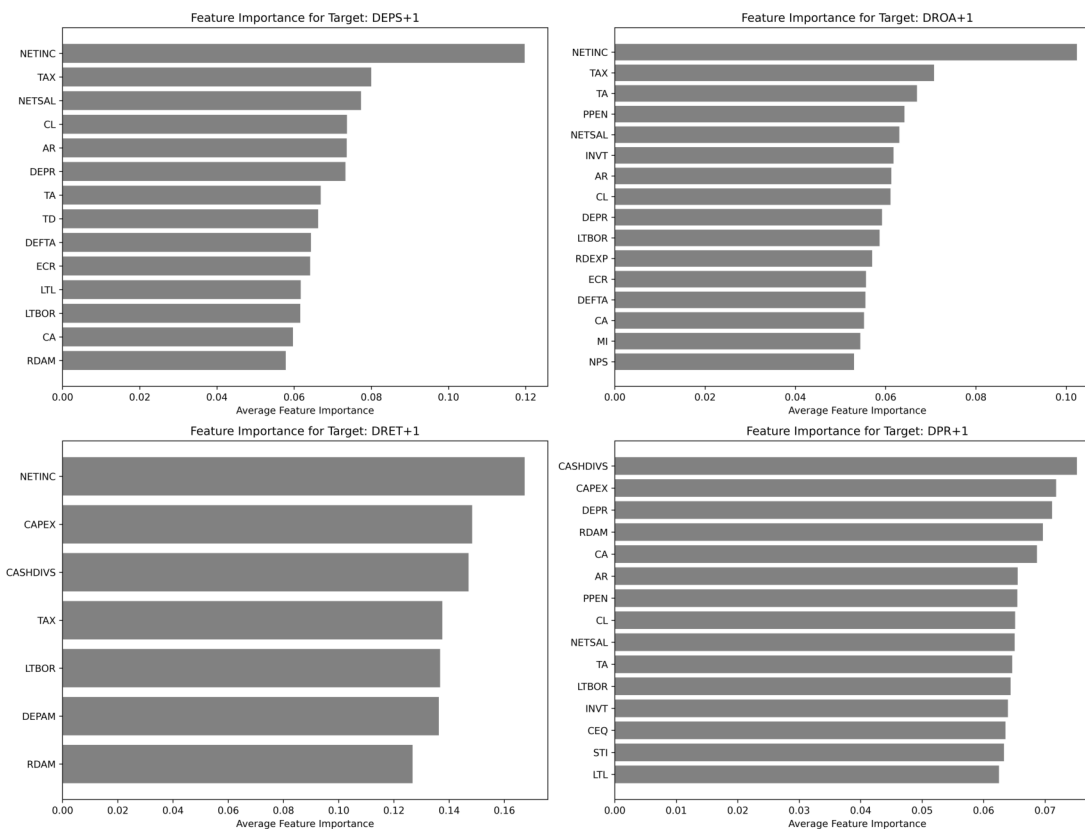 Feature Importance for Target: DEPS+1
NETINC
TAX
NETSAL
CL
AR
DEPR
TA
TD
DEFTA
ECR
LTL
LTBOR
CA
RDAM
0.00 0.02 0.04 0.06 0.08 0.10 0.12
Average Feature Importance
Feature Importance for Target: DROA+1
NETINC
TAX
TA
PPEN
NETSAL
INVT
AR
CL
DEPR
LTBOR
RDEXP
ECR
DEFTA
CA
MI
NPS
0.00 0.02 0.04 0.06 0.08 0.10
Average Feature Importance
Feature Importance for Target: DRET+1
NETINC
CAPEX
CASHDIVS
TAX
LTBOR
DEPAM
RDAM
0.00 0.02 0.04 0.06 0.08 0.10 0.12 0.14 0.16
Average Feature Importance
Feature Importance for Target: DPR+1
CASHDIVS
CAPEX
DEPR
RDAM
CA
AR
PPEN
CL
NETSAL
TA
LTBOR
INVT
CEQ
STI
LTL
0.00 0.01 0.02 0.03 0.04 0.05 0.06 0.07
Average Feature Importance